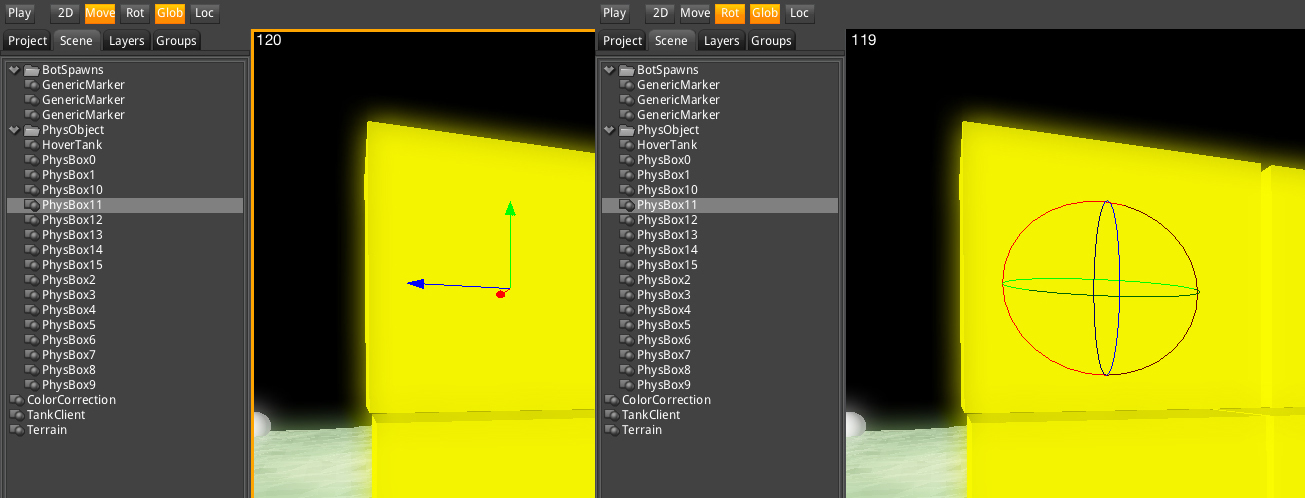 Play 2D Move Rot Glob Loc
Project Scene Layers Groups
120
BotSpawns
GenericMarker
GenericMarker
GenericMarker
PhysObject
HoverTank
PhysBox0
PhysBox1
PhysBox10
PhysBox11
PhysBox12
PhysBox13
PhysBox14
PhysBox15
PhysBox2
PhysBox3
PhysBox4
PhysBox5
PhysBox6
PhysBox7
PhysBox8
PhysBox9
ColorCorrection
TankClient
Terrain
Play 2D Move Rot Glob Loc
Project Scene Layers Groups
119
BotSpawns
GenericMarker
GenericMarker
GenericMarker
PhysObject
HoverTank
PhysBox0
PhysBox1
PhysBox10
PhysBox11
PhysBox12
PhysBox13
PhysBox14
PhysBox15
PhysBox2
PhysBox3
PhysBox4
PhysBox5
PhysBox6
PhysBox7
PhysBox8
PhysBox9
ColorCorrection
TankClient
Terrain